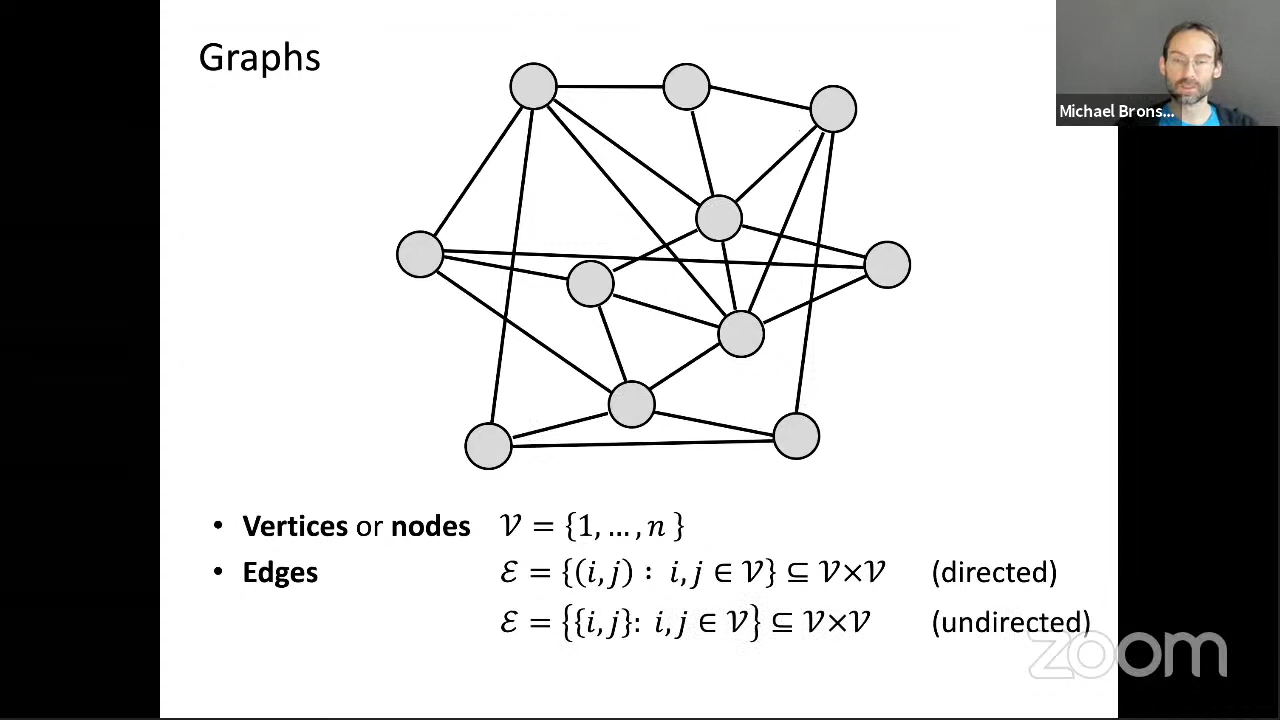 Graphs
Michael Brons...
• Vertices or nodes 𝒱 = {1, … , 𝑛 }
• Edges ℰ = {(𝑖, 𝑗) : 𝑖, 𝑗 ∈ 𝒱} ⊆ 𝒱×𝒱 (directed)
ℰ = {{𝑖, 𝑗}: 𝑖, 𝑗 ∈ 𝒱} ⊆ 𝒱×𝒱 (undirected)
zoom